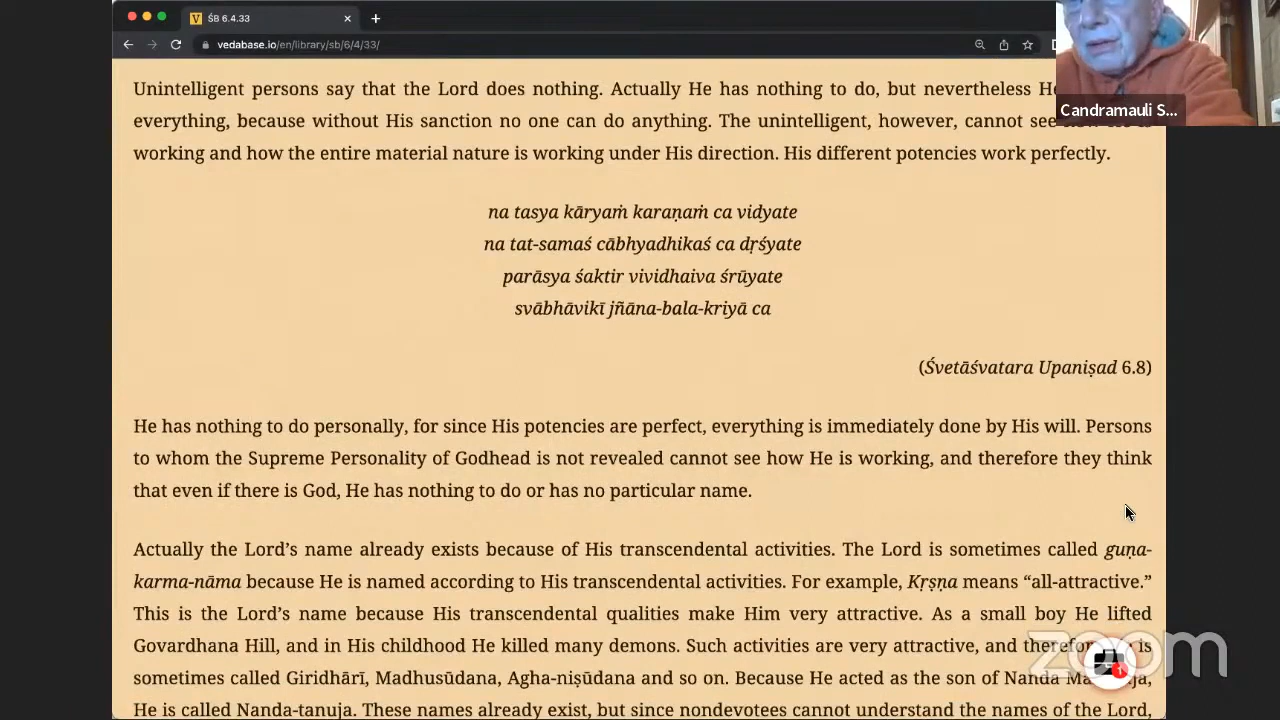 ŚB 6.4.33
vedabase.io/en/library/sb/6/4/33/
Candramauli S...
Unintelligent persons say that the Lord does nothing. Actually He has nothing to do, but nevertheless He
everything, because without His sanction no one can do anything. The unintelligent, however, cannot see
working and how the entire material nature is working under His direction. His different potencies work perfectly.
na tasya kāryaṁ karaṇaṁ ca vidyate
na tat-samaś cābhyadhikaś ca dṛśyate
parāsya śaktir vividhaiva śrūyate
svābhāvikī jñāna-bala-kriyā ca
(Śvetāśvatara Upaniṣad 6.8)
He has nothing to do personally, for since His potencies are perfect, everything is immediately done by His will. Persons
to whom the Supreme Personality of Godhead is not revealed cannot see how He is working, and therefore they think
that even if there is God, He has nothing to do or has no particular name.
Actually the Lord’s name already exists because of His transcendental activities. The Lord is sometimes called guṇa-
karma-nāma because He is named according to His transcendental activities. For example, Kṛṣṇa means “all-attractive.”
This is the Lord’s name because His transcendental qualities make Him very attractive. As a small boy He lifted
Govardhana Hill, and in His childhood He killed many demons. Such activities are very attractive, and therefor is
sometimes called Giridhārī, Madhusūdana, Agha-niṣūdana and so on. Because He acted as the son of Nanda
He is called Nanda-tanuja. These names already exist, but since nondevotees cannot understand the names of the Lord,
zoom